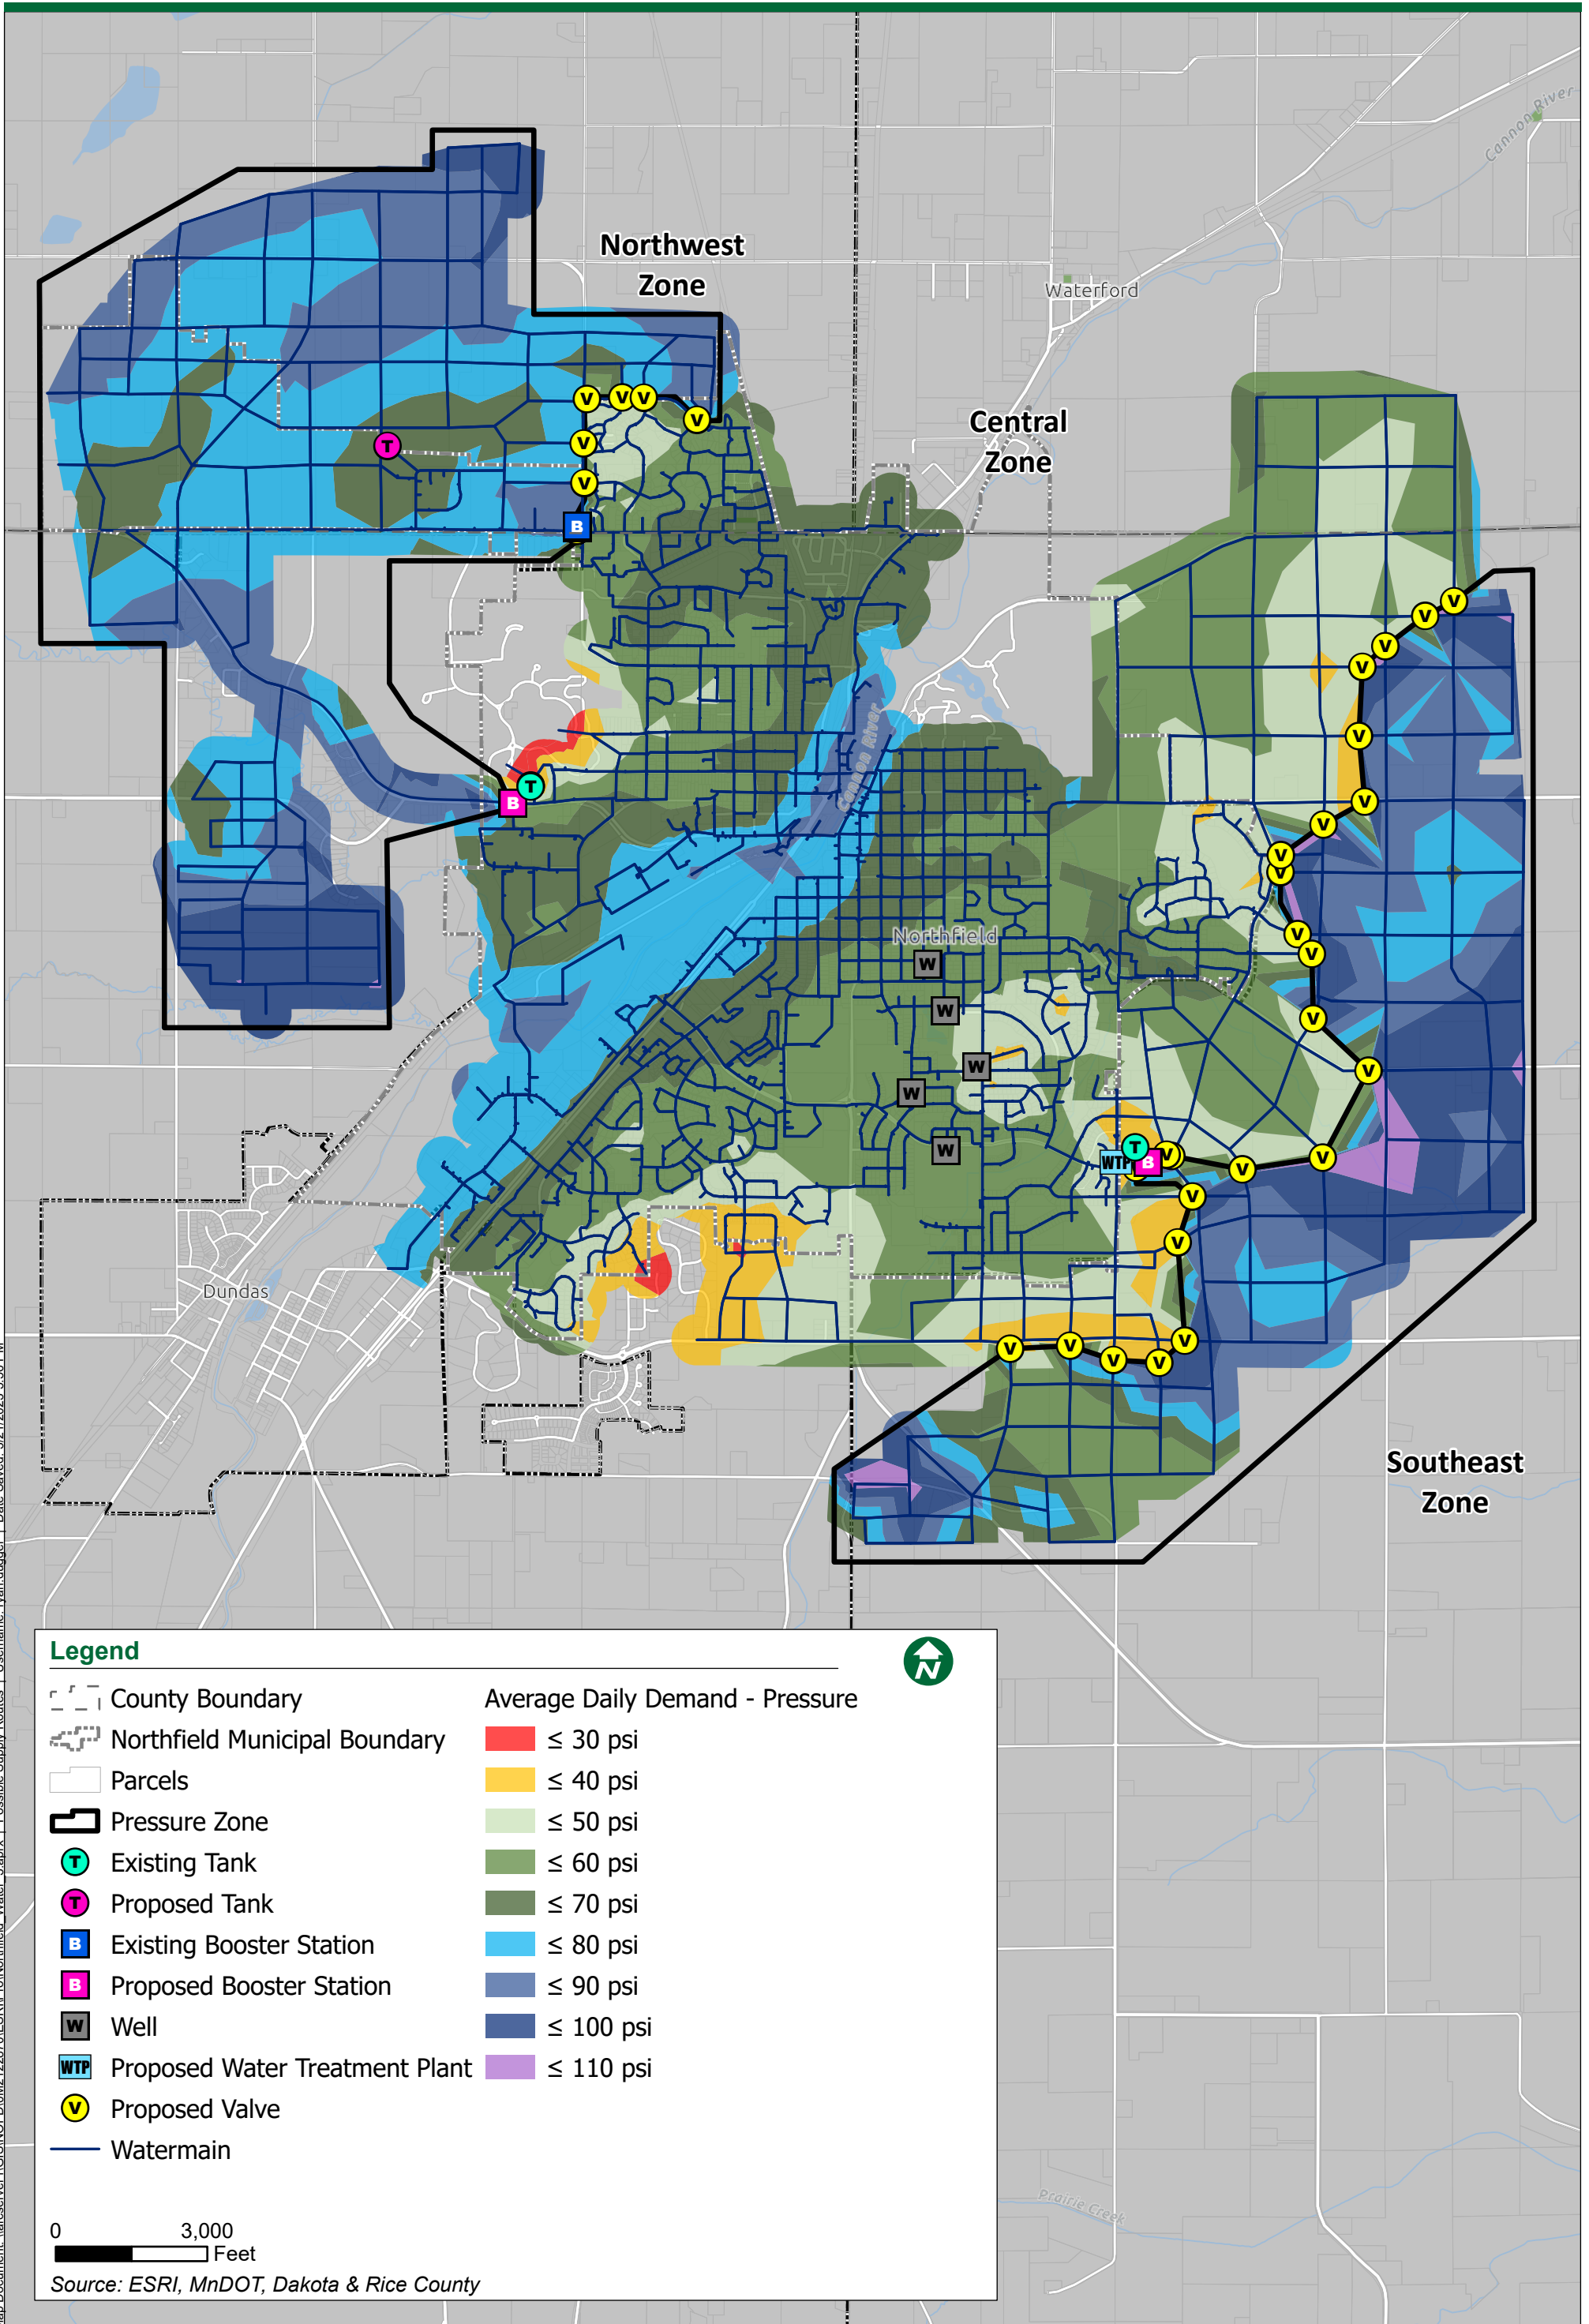 Cannon River
Northwest
Zone
Waterford
Central
Zone
V
V
V
V
T
V
V
B
V
V
V
V
Cannon River
V
T
B
V
V
V
V
Northfield
V
W
V
W
V
W
V
W
T
W
V
WTP
B
V
V
V
V
Dundas
V
V
V
V
V
Southeast
Zone
Legend
N
County Boundary
Northfield Municipal Boundary
Parcels
Pressure Zone
T Existing Tank
T Proposed Tank
B Existing Booster Station
B Proposed Booster Station
W Well
WTP Proposed Water Treatment Plant
V Proposed Valve
Watermain
Average Daily Demand - Pressure
≤ 30 psi
≤ 40 psi
≤ 50 psi
≤ 60 psi
≤ 70 psi
≤ 80 psi
≤ 90 psi
≤ 100 psi
≤ 110 psi
0 3,000
Feet
Source: ESRI, MnDOT, Dakota & Rice County
Prairie Creek